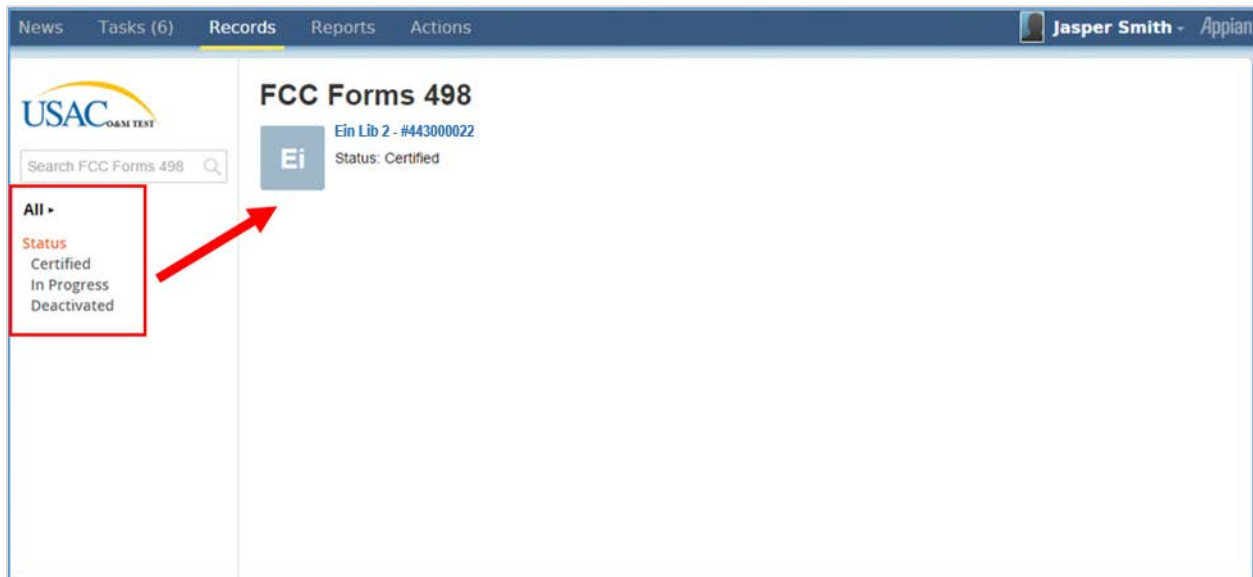 News Tasks (6) Records Reports Actions Jasper Smith Appian
USAC O&M TEST
Search FCC Forms 498
All
Status
Certified
In Progress
Deactivated
FCC Forms 498
Ei
Ein Lib 2 - #443000022
Status: Certified